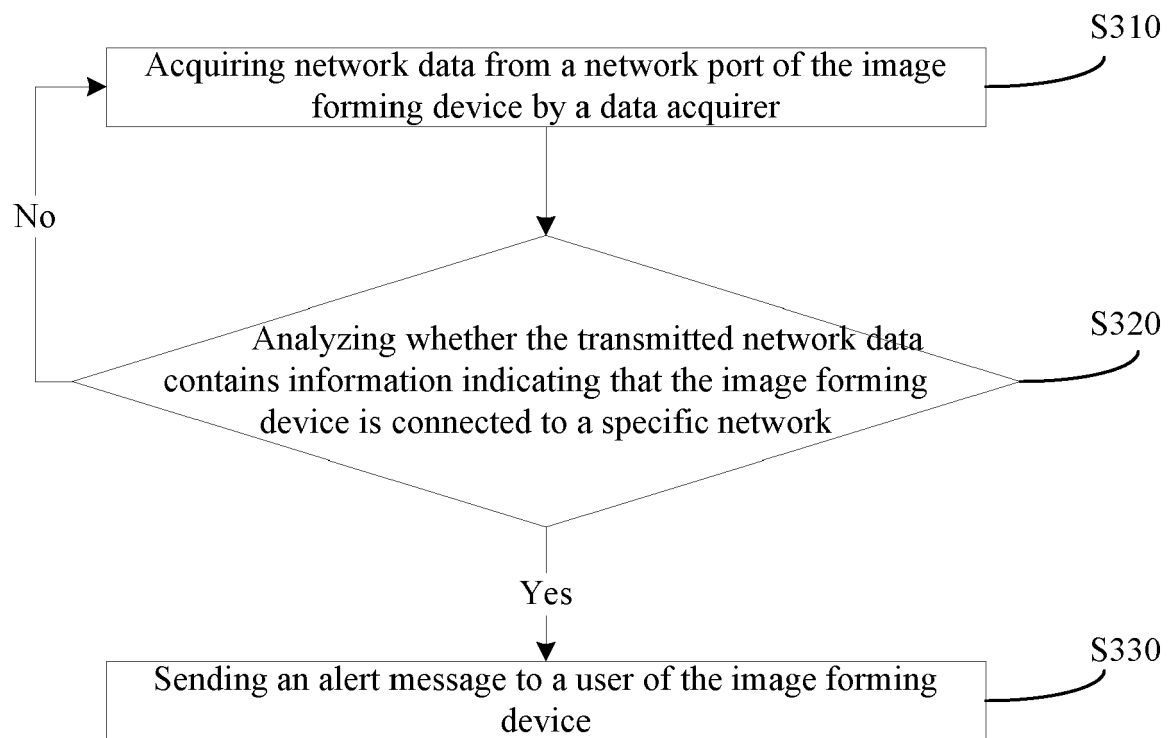 S310
Acquiring network data from a network port of the image
forming device by a data acquirer
No
S320
Analyzing whether the transmitted network data
contains information indicating that the image forming
device is connected to a specific network
Yes
S330
Sending an alert message to a user of the image forming
device